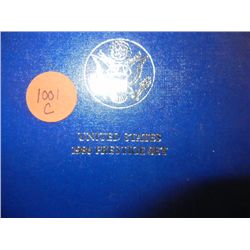 1001
C
UNITED STATES
1984 PRESTIGE SET